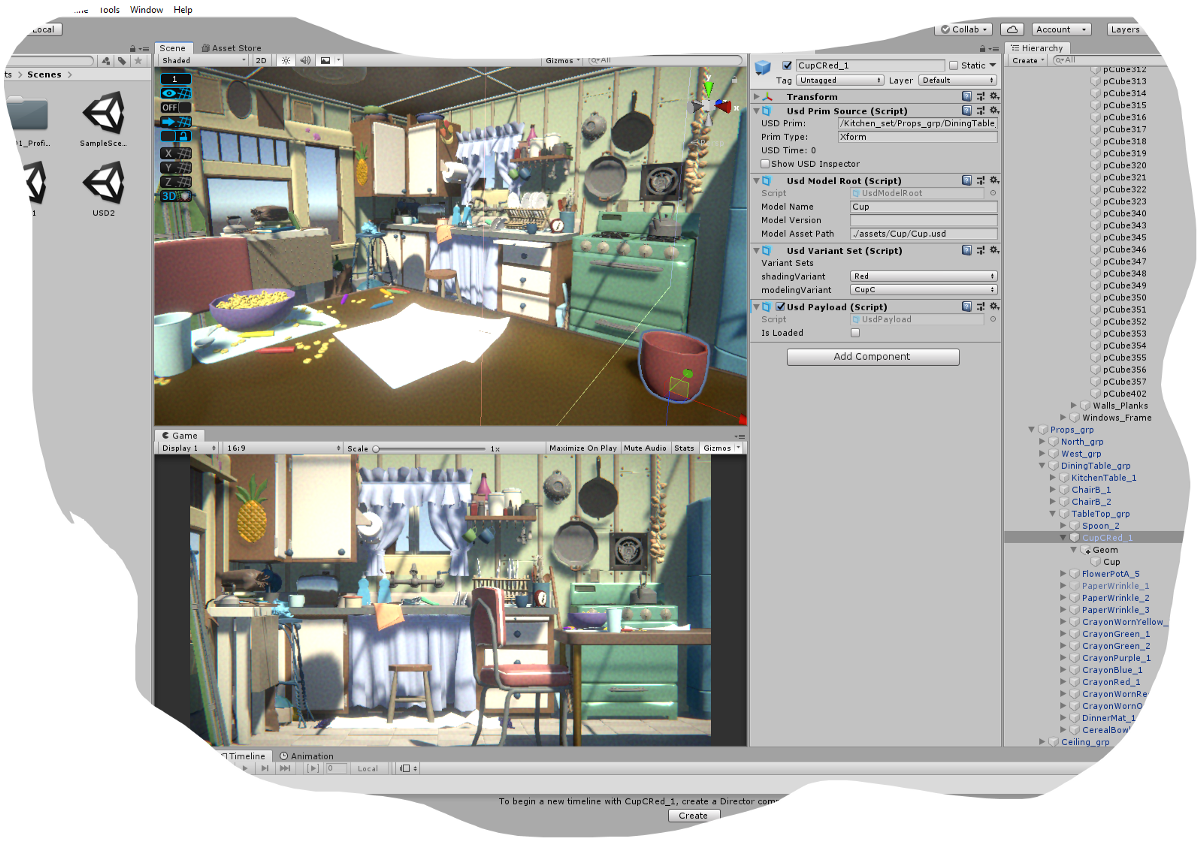 Tools Window Help
Local
Collab
Account
Layers
Scenes
SampleSce...
USD2
Scene
Asset Store
Shaded
2D
Gizmos
All
1
OFF
X
Y
Z
3D
y
x
Persp
Game
Display 1
16:9
Scale
1x
Maximize On Play
Mute Audio
Stats
Gizmos
CupCRed_1
Static
Tag
Untagged
Layer
Default
Transform
Usd Prim Source (Script)
USD Prim:
/Kitchen_set/Props_grp/DiningTable_
Prim Type:
Xform
USD Time: 0
Show USD Inspector
Usd Model Root (Script)
Script
UsdModelRoot
Model Name
Cup
Model Version
Model Asset Path
./assets/Cup/Cup.usd
Usd Variant Set (Script)
Variant Sets
shadingVariant
Red
modelingVariant
CupC
Usd Payload (Script)
Script
UsdPayload
Is Loaded
Add Component
Hierarchy
Create
All
pCube312
pCube313
pCube314
pCube315
pCube316
pCube317
pCube318
pCube319
pCube320
pCube321
pCube322
pCube323
pCube340
pCube343
pCube345
pCube346
pCube347
pCube348
pCube349
pCube350
pCube351
pCube352
pCube353
pCube354
pCube355
pCube356
pCube357
pCube402
Walls_Planks
Windows_Frame
Props_grp
North_grp
West_grp
DiningTable_grp
KitchenTable_1
ChairB_1
ChairB_2
TableTop_grp
Spoon_2
CupCRed_1
Geom
Cup
FlowerPotA_5
PaperWrinkle_1
PaperWrinkle_2
PaperWrinkle_3
CrayonWornYellow_
CrayonGreen_1
CrayonGreen_2
CrayonPurple_1
CrayonBlue_1
CrayonRed_1
CrayonWornRe
CrayonWornO
DinnerMat_1
CerealBowl
Ceiling_grp
Timeline
Animation
0
Local
To begin a new timeline with CupCRed_1, create a Director com
Create